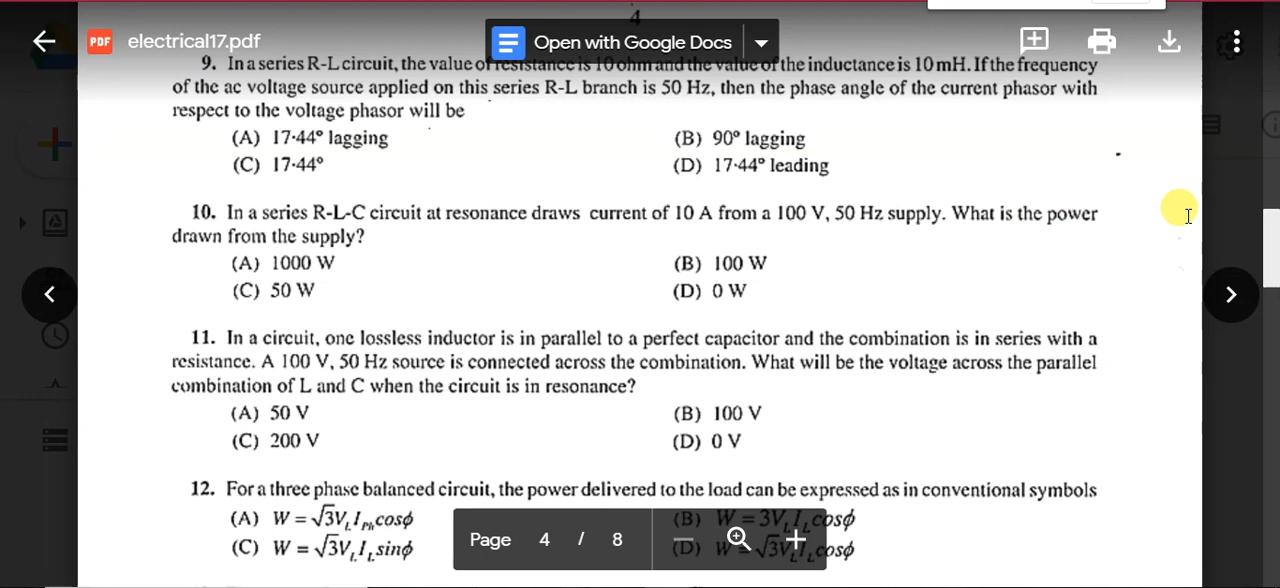 4
PDF electrical17.pdf
Open with Google Docs
9. In a series R-L circuit, the value of resistance is 10 ohm and the value of the inductance is 10 mH. If the frequency
of the ac voltage source applied on this series R-L branch is 50 Hz, then the phase angle of the current phasor with
respect to the voltage phasor will be
(A) 17·44° lagging (B) 90° lagging
(C) 17·44° (D) 17·44° leading
10. In a series R-L-C circuit at resonance draws current of 10 A from a 100 V, 50 Hz supply. What is the power
drawn from the supply?
(A) 1000 W (B) 100 W
(C) 50 W (D) 0 W
11. In a circuit, one lossless inductor is in parallel to a perfect capacitor and the combination is in series with a
resistance. A 100 V, 50 Hz source is connected across the combination. What will be the voltage across the parallel
combination of L and C when the circuit is in resonance?
(A) 50 V (B) 100 V
(C) 200 V (D) 0 V
12. For a three phase balanced circuit, the power delivered to the load can be expressed as in conventional symbols
(A) W = √3V_L I_Ph cosϕ (B) W = 3V_L I_L cosϕ
(C) W = √3V_L I_L sinϕ (D) W = √3V_L I_L cosϕ
Page 4 / 8